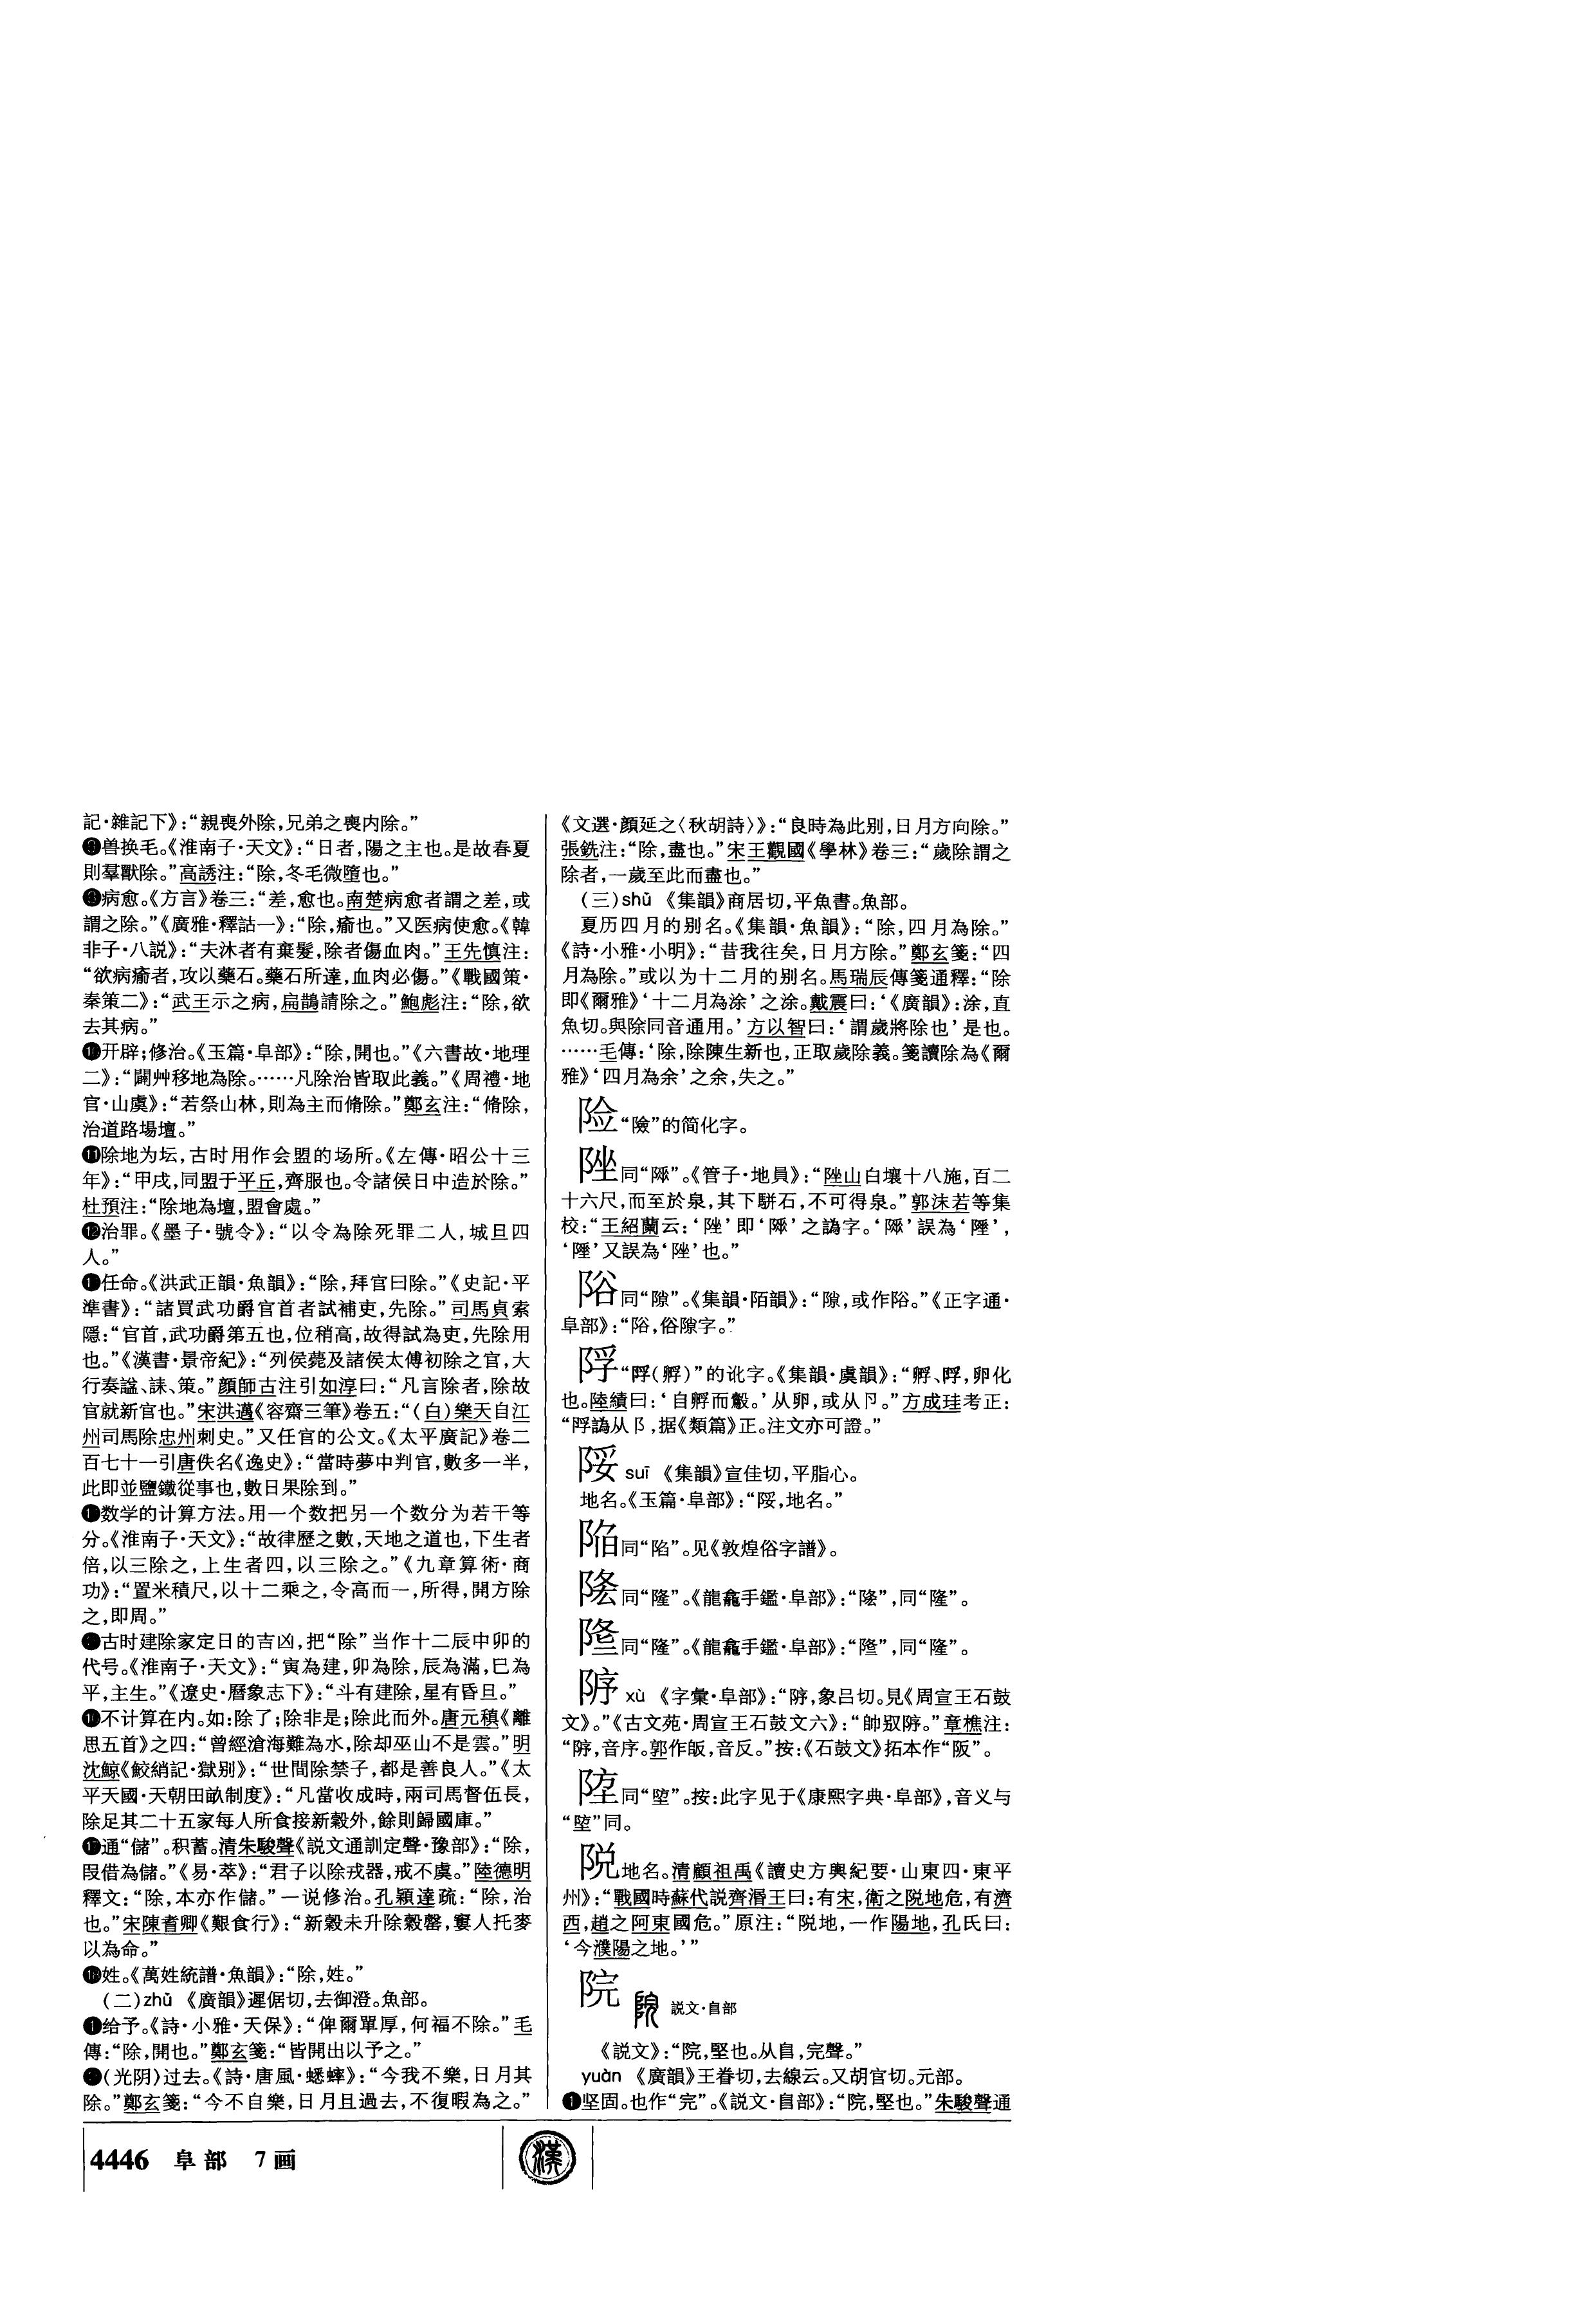 記·雜記下》：“親喪外除，兄弟之喪内除。”
❽兽换毛。《淮南子·天文》：“日者，陽之主也。是故春夏
則羣獸除。”高誘注：“除，冬毛微墮也。”
❾病愈。《方言》卷三：“差，愈也。南楚病愈者謂之差，或
謂之除。”《廣雅·釋詁一》：“除，瘉也。”又医病使愈。《韓
非子·八説》：“夫沐者有棄髮，除者傷血肉。”王先慎注：
“欲病瘉者，攻以藥石。藥石所達，血肉必傷。”《戰國策·
秦策二》：“武王示之病，扁鵲請除之。”鮑彪注：“除，欲
去其病。”
❿开辟；修治。《玉篇·阜部》：“除，開也。”《六書故·地理
二》：“闢艸移地為除。……凡除治皆取此義。”《周禮·地
官·山虞》：“若祭山林，則為主而脩除。”鄭玄注：“脩除，
治道路場壇。”
⓫除地为坛，古时用作会盟的场所。《左傳·昭公十三
年》：“甲戌，同盟于平丘，齊服也。令諸侯日中造於除。”
杜預注：“除地為壇，盟會處。”
⓬治罪。《墨子·號令》：“以令為除死罪二人，城旦四
人。”
⓭任命。《洪武正韻·魚韻》：“除，拜官曰除。”《史記·平
準書》：“諸買武功爵官首者試補吏，先除。”司馬貞索
隱：“官首，武功爵第五也，位稍高，故得試為吏，先除用
也。”《漢書·景帝紀》：“列侯薨及諸侯太傅初除之官，大
行奏諡、誄、策。”顔師古注引如淳曰：“凡言除者，除故
官就新官也。”宋洪邁《容齋三筆》卷五：“（白）樂天自江
州司馬除忠州刺史。”又任官的公文。《太平廣記》卷二
百七十一引唐佚名《逸史》：“當時夢中判官，數多一半，
此即並鹽鐵從事也，數日果除到。”
⓮数学的计算方法。用一个数把另一个数分为若干等
分。《淮南子·天文》：“故律歷之數，天地之道也，下生者
倍，以三除之，上生者四，以三除之。”《九章算術·商
功》：“置米積尺，以十二乘之，令高而一，所得，開方除
之，即周。”
⓯古时建除家定日的吉凶，把“除”当作十二辰中卯的
代号。《淮南子·天文》：“寅為建，卯為除，辰為滿，巳為
平，主生。”《遼史·曆象志下》：“斗有建除，星有昏旦。”
⓰不计算在内。如：除了；除非是；除此而外。唐元稹《離
思五首》之四：“曾經滄海難為水，除却巫山不是雲。”明
沈鯨《鮫綃記·獄别》：“世間除禁子，都是善良人。”《太
平天國·天朝田畝制度》：“凡當收成時，兩司馬督伍長，
除足其二十五家每人所食接新穀外，餘則歸國庫。”
⓱通“儲”。积蓄。清朱駿聲《説文通訓定聲·豫部》：“除，
叚借為儲。”《易·萃》：“君子以除戎器，戒不虞。”陸德明
釋文：“除，本亦作儲。”一说修治。孔穎達疏：“除，治
也。”宋陳耆卿《艱食行》：“新穀未升除穀罄，窶人托麥
以為命。”
⓲姓。《萬姓統譜·魚韻》：“除，姓。”
（二）zhù 《廣韻》遲倨切，去御澄。魚部。
❶给予。《詩·小雅·天保》：“俾爾單厚，何福不除。”毛
傳：“除，開也。”鄭玄箋：“皆開出以予之。”
❷（光阴）过去。《詩·唐風·蟋蟀》：“今我不樂，日月其
除。”鄭玄箋：“今不自樂，日月且過去，不復暇為之。”
《文選·顔延之〈秋胡詩〉》：“良時為此别，日月方向除。”
張銑注：“除，盡也。”宋王觀國《學林》卷三：“歲除謂之
除者，一歲至此而盡也。”
（三）shū 《集韻》商居切，平魚書。魚部。
夏历四月的别名。《集韻·魚韻》：“除，四月為除。”
《詩·小雅·小明》：“昔我往矣，日月方除。”鄭玄箋：“四
月為除。”或以为十二月的别名。馬瑞辰傳箋通釋：“除
即《爾雅》‘十二月為涂’之涂。戴震曰：‘《廣韻》：涂，直
魚切。與除同音通用。’方以智曰：‘謂歲將除也’是也。
……毛傳：‘除，除陳生新也，正取歲除義。箋讀除為《爾
雅》‘四月為余’之余，失之。”
险“險”的简化字。
䧕同“𨻱”。《管子·地員》：“䧕山白壤十八施，百二
十六尺，而至於泉，其下駢石，不可得泉。”郭沫若等集
校：“王紹蘭云：‘䧕’即‘𨻱’之譌字。‘𨻱’誤為‘隀’，
‘隀’又誤為‘䧕’也。”
𨹟同“隙”。《集韻·陌韻》：“隙，或作𨹟。”《正字通·
阜部》：“𨹟，俗隙字。”
𨹴“𠨐（孵）”的讹字。《集韻·虞韻》：“孵、𠨐，卵化
也。陸績曰：‘自孵而鷇。’从卵，或从卩。”方成珪考正：
“𠨐譌从阝，据《類篇》正。注文亦可證。”
䧌 suī 《集韻》宣佳切，平脂心。
地名。《玉篇·阜部》：“䧌，地名。”
䧟同“陷”。见《敦煌俗字譜》。
𨹹同“隆”。《龍龕手鑑·阜部》：“𨹹”，同“隆”。
𨺚同“隆”。《龍龕手鑑·阜部》：“𨺚”，同“隆”。
𨹘 xù 《字彙·阜部》：“𨹘，象吕切。見《周宣王石鼓
文》。”《古文苑·周宣王石鼓文六》：“帥𢻻𨹘。”章樵注：
“𨹘，音序。郭作皈，音反。”按：《石鼓文》拓本作“阪”。
𨹁同“埅”。按：此字见于《康熙字典·阜部》，音义与
“埅”同。
陊地名。清顧祖禹《讀史方輿紀要·山東四·東平
州》：“戰國時蘇代説齊湣王曰：有宋，衛之陊地危，有濟
西，趙之阿東國危。”原注：“陊地，一作陽地，孔氏曰：
‘今濮陽之地。’”
院 説文·𨸏部
《説文》：“院，堅也。从𨸏，完聲。”
yuàn 《廣韻》王眷切，去線云。又胡官切。元部。
❶坚固。也作“完”。《説文·𨸏部》：“院，堅也。”朱駿聲通
4446 阜部 7画
漢